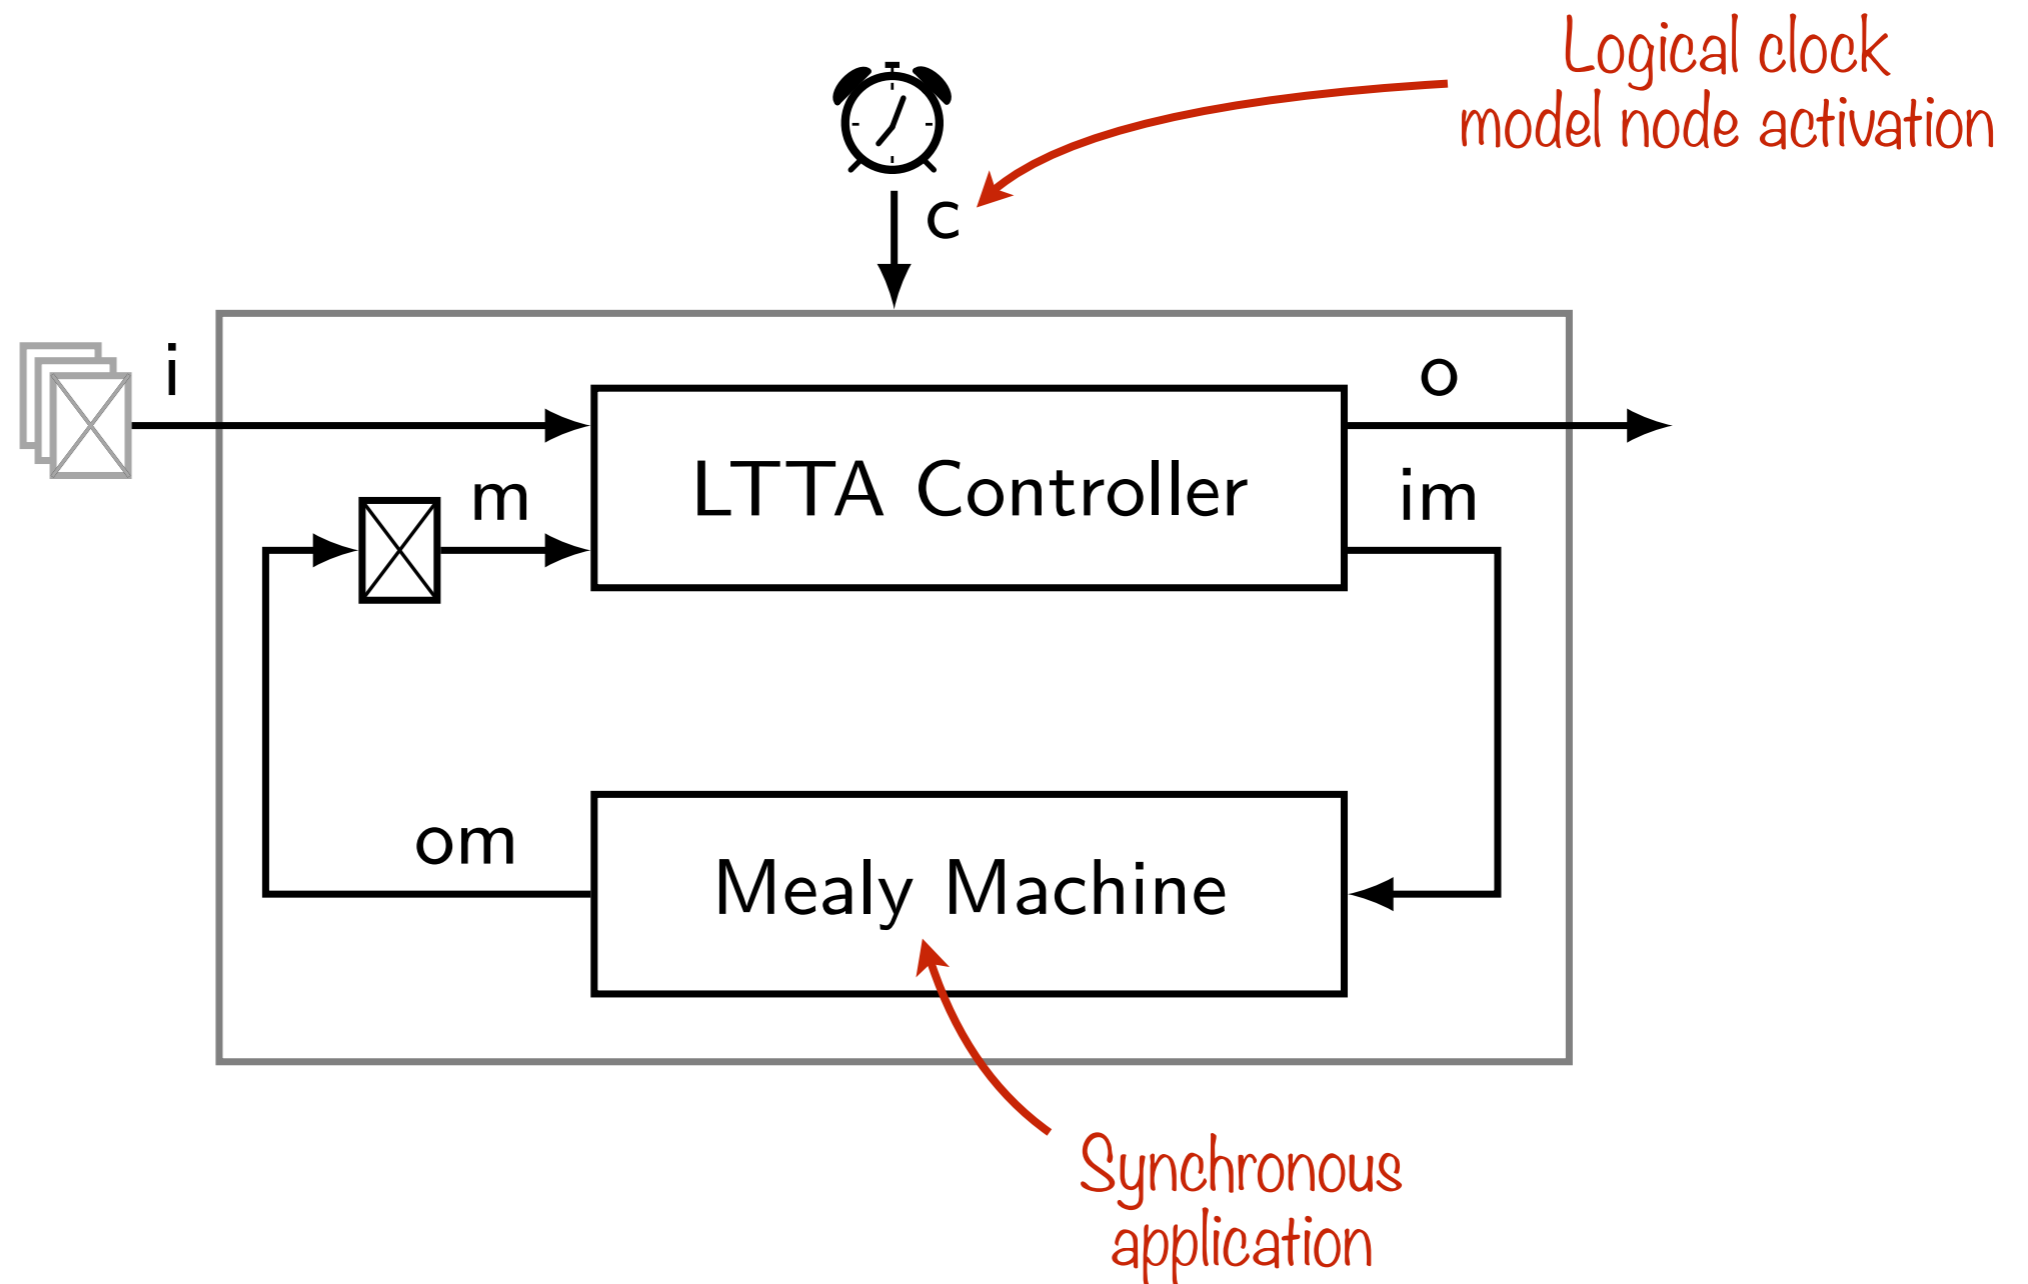 Logical clock
model node activation
c
i
o
m
LTTA Controller
im
om
Mealy Machine
Synchronous
application